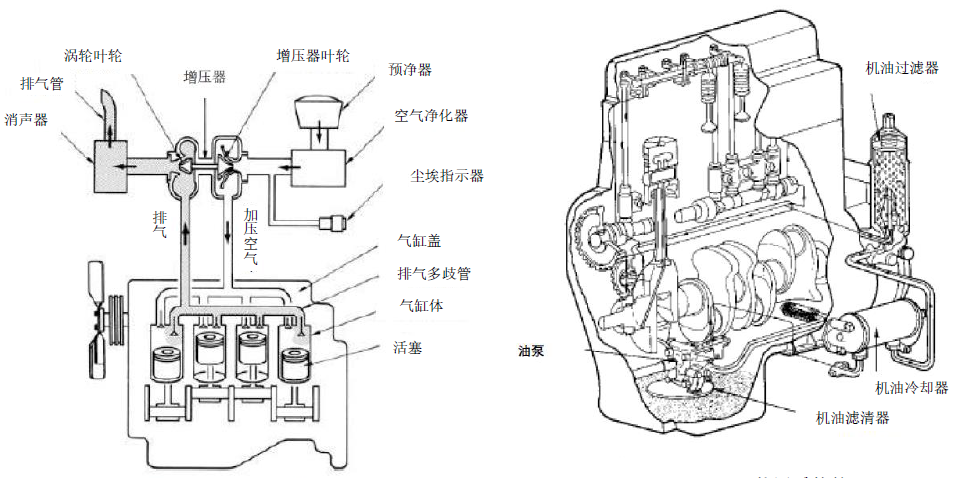 涡轮叶轮
增压器叶轮
增压器
预净器
排气管
消声器
空气净化器
尘埃指示器
排气
加压空气
气缸盖
排气多歧管
气缸体
活塞
机油过滤器
油泵
机油冷却器
机油滤清器